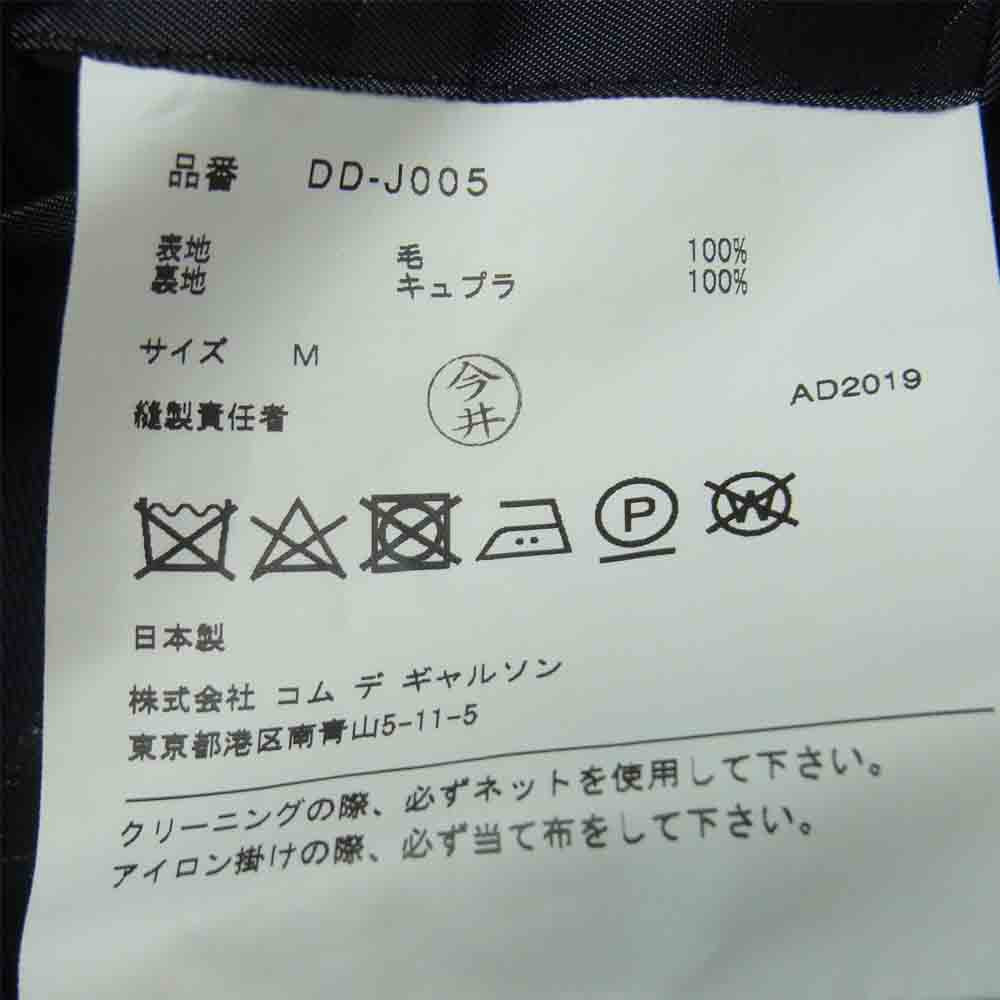 品番 DD-J005
表地 毛 100%
裏地 キュプラ 100%
サイズ M
縫製責任者 今井
AD2019
P W
日本製
株式会社 コム デ ギャルソン
東京都港区南青山5-11-5
クリーニングの際、必ずネットを使用して下さい。
アイロン掛けの際、必ず当て布をして下さい。